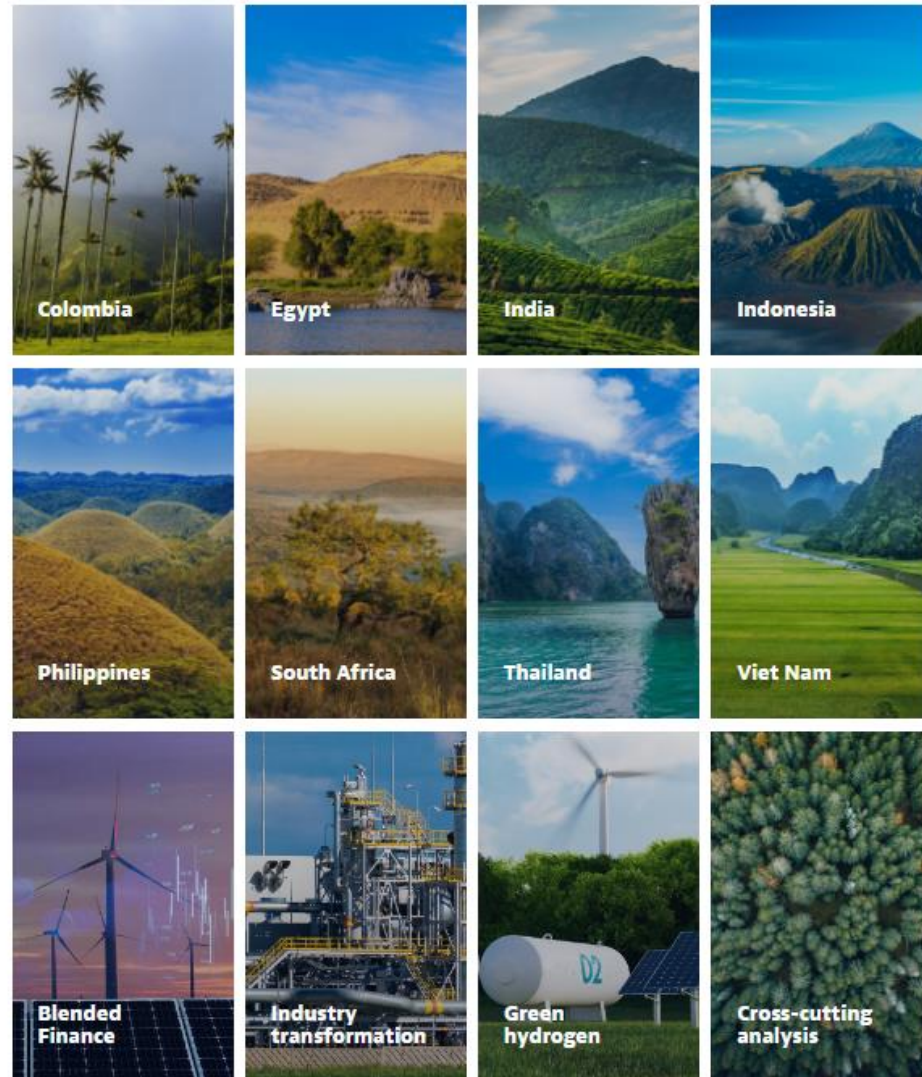 Colombia
Egypt
India
Indonesia
Philippines
South Africa
Thailand
Viet Nam
Blended
Finance
Industry
transformation
D2
Green
hydrogen
Cross-cutting
analysis